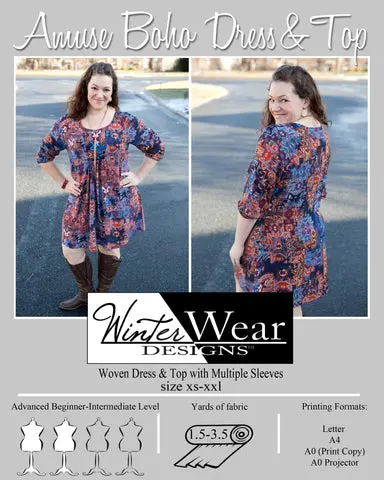 Amuse Boho Dress & Top
Winter Wear
DESIGNS
Woven Dress & Top with Multiple Sleeves
size xs-xxl
Advanced Beginner-Intermediate Level
Yards of fabric
Printing Formats:
1.5-3.5
Letter
A4
A0 (Print Copy)
A0 Projector